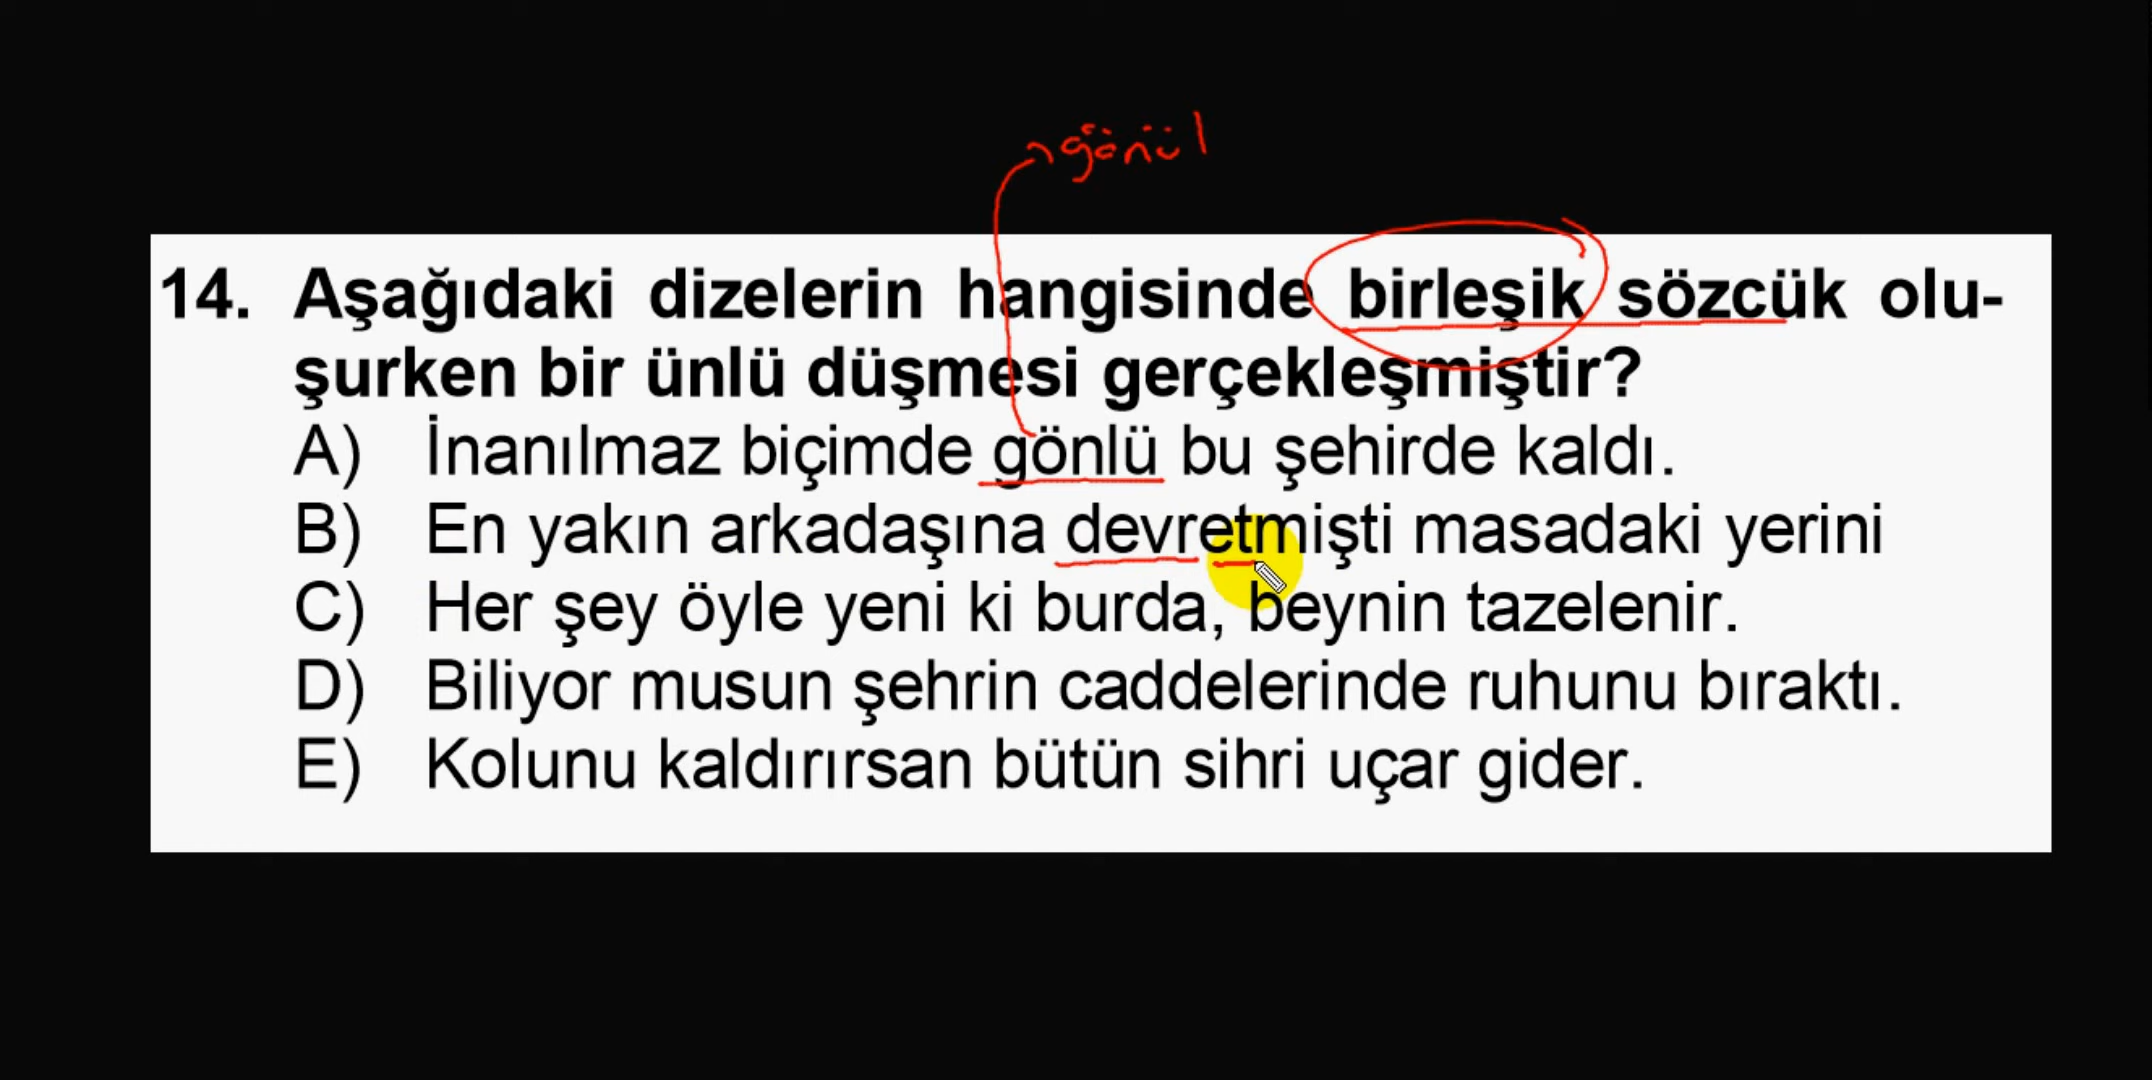 gönül
14. Aşağıdaki dizelerin hangisinde birleşik sözcük olu-
şurken bir ünlü düşmesi gerçekleşmiştir?
A) İnanılmaz biçimde gönlü bu şehirde kaldı.
B) En yakın arkadaşına devretmişti masadaki yerini
C) Her şey öyle yeni ki burda, beynin tazelenir.
D) Biliyor musun şehrin caddelerinde ruhunu bıraktı.
E) Kolunu kaldırırsan bütün sihri uçar gider.